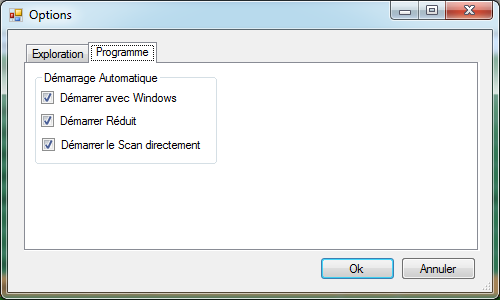 Options
Exploration Programme
Démarrage Automatique
Démarrer avec Windows
Démarrer Réduit
Démarrer le Scan directement
Ok Annuler